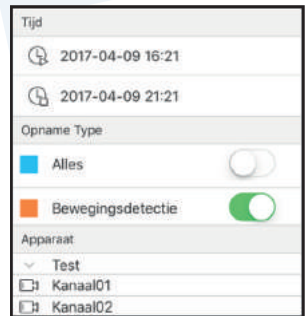 Tijd
2017-04-09 16:21
2017-04-09 21:21
Opname Type
Alles
Bewegingsdetectie
Apparaat
Test
Kanaal01
Kanaal02